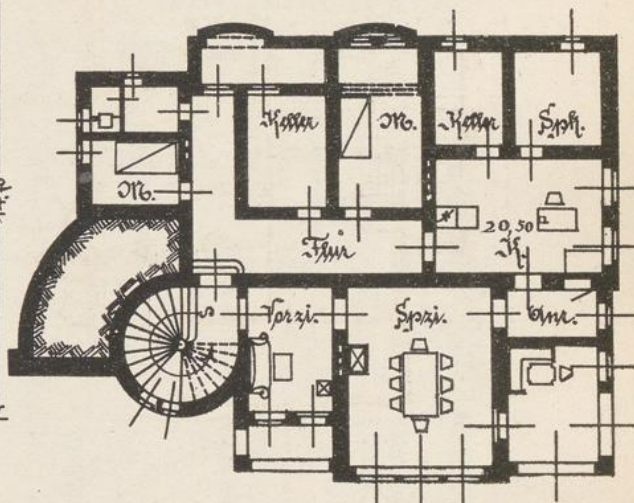 Keller
M.
Keller
Spk.
M.
20,50
K.
Flur
Vorzi.
Spzi.
Anr.
S